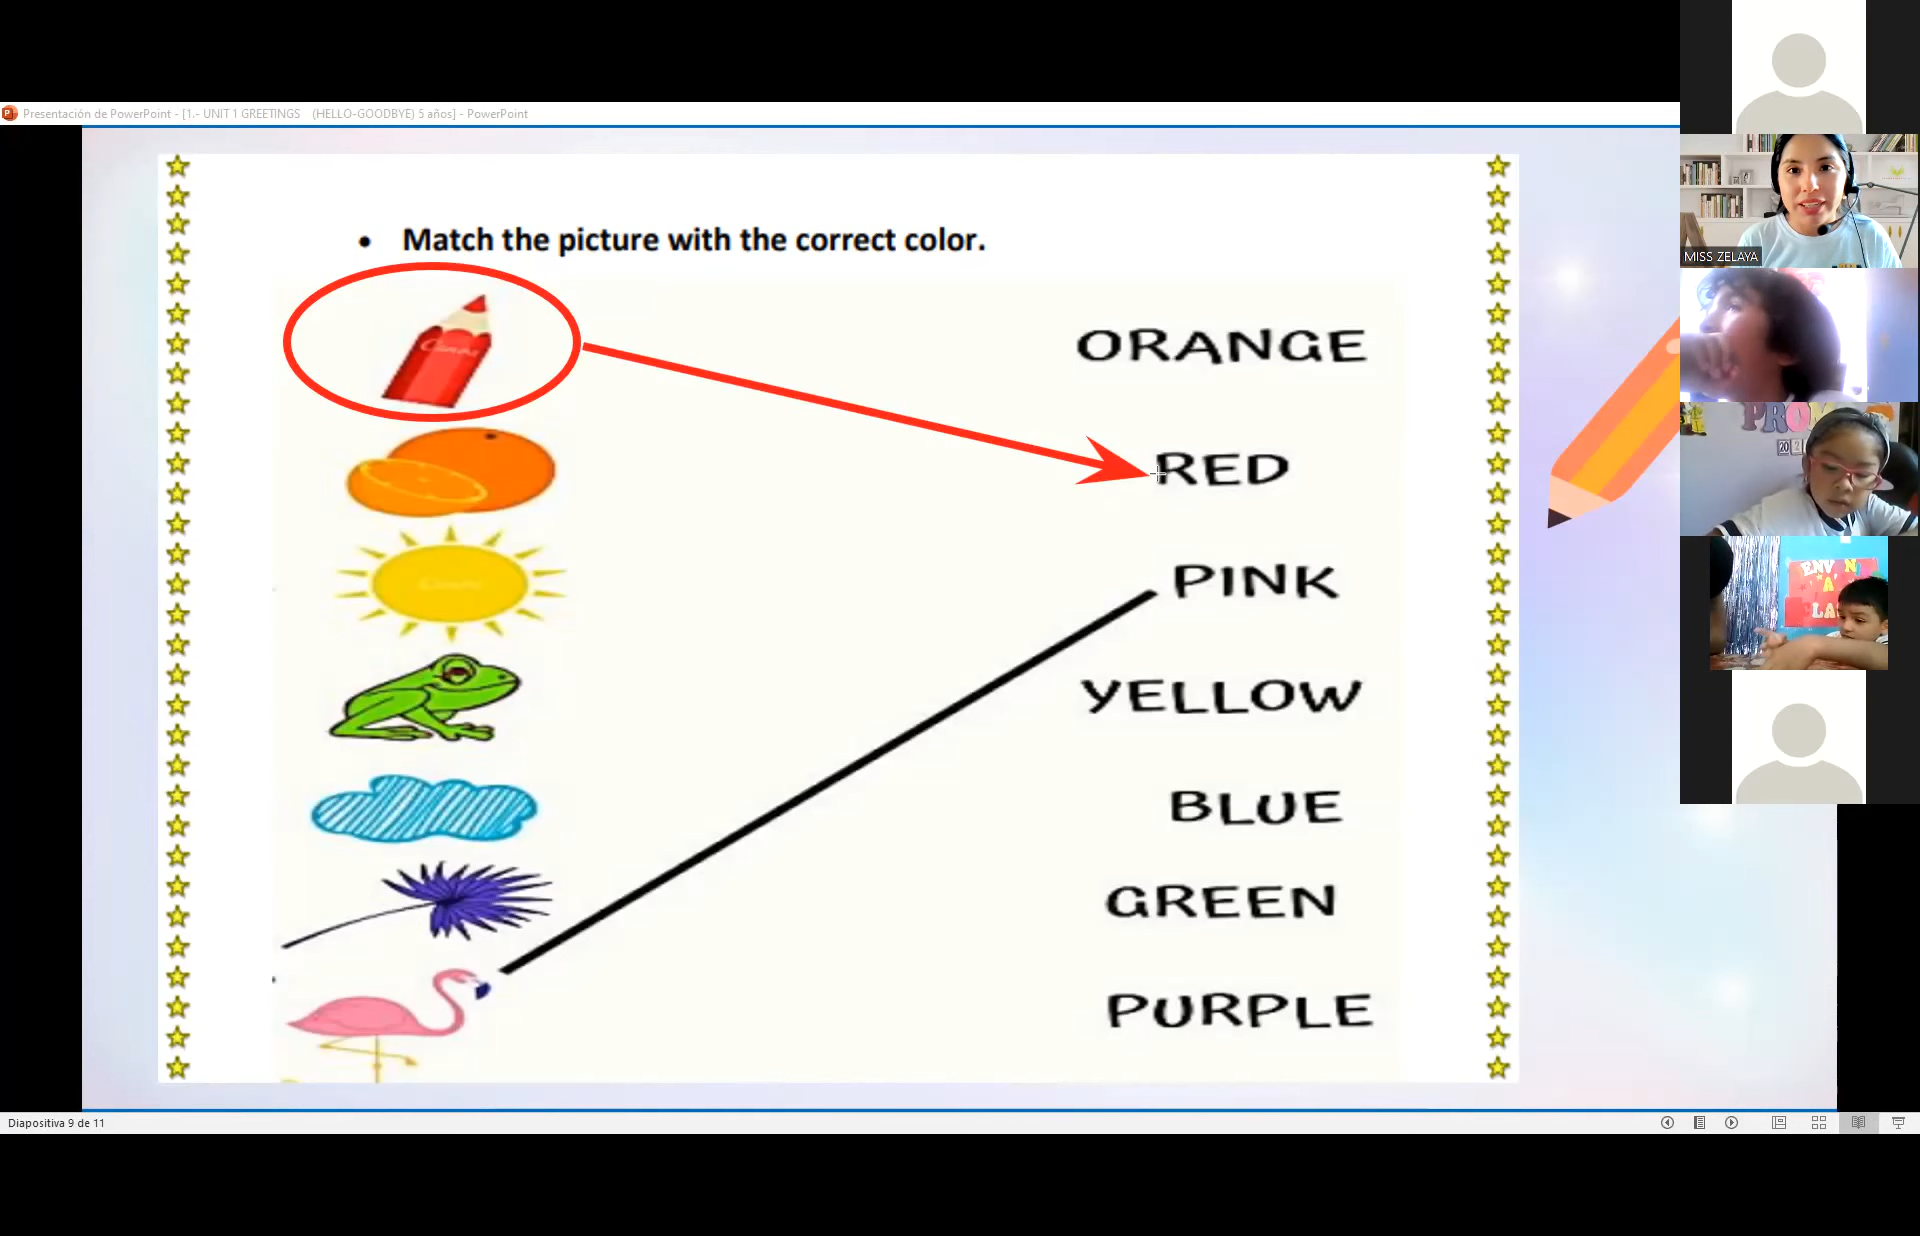 Presentación de PowerPoint - [1.- UNIT 1 GREETINGS (HELLO-GOODBYE) 5 años] - PowerPoint
• Match the picture with the correct color.
ORANGE
RED
PINK
YELLOW
BLUE
GREEN
PURPLE
MISS ZELAYA
Diapositiva 9 de 11